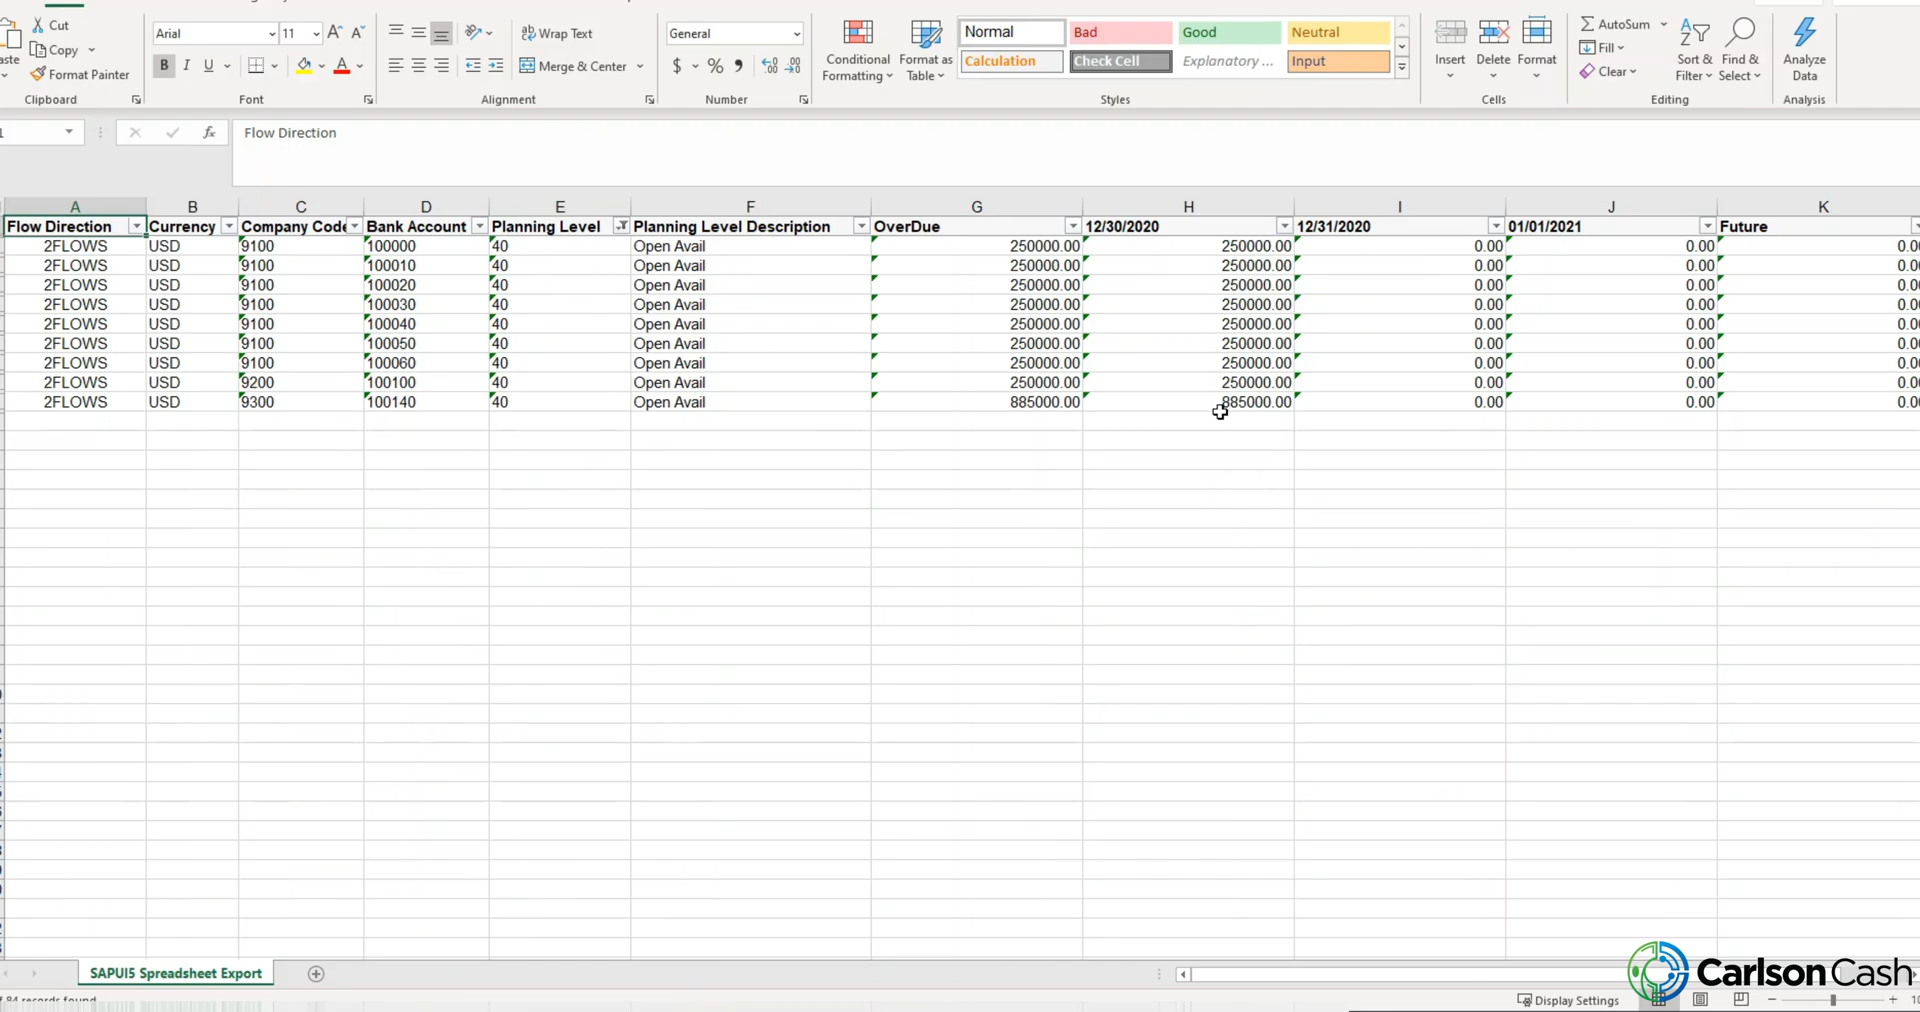 Cut
Copy
Format Painter
Clipboard
Arial 11
B I U
Font
Wrap Text
Merge & Center
Alignment
General
$ %
Number
Conditional Formatting
Format as Table
Normal Bad Good Neutral
Calculation Check Cell Explanatory ... Input
Styles
Insert Delete Format
Cells
AutoSum
Fill
Clear
Sort & Filter
Find & Select
Editing
Analyze Data
Analysis
fx Flow Direction
A B C D E F G H I J K
Flow Direction Currency Company Code Bank Account Planning Level Planning Level Description OverDue 12/30/2020 12/31/2020 01/01/2021 Future
2FLOWS USD 9100 100000 40 Open Avail 250000.00 250000.00 0.00 0.00 0.00
2FLOWS USD 9100 100010 40 Open Avail 250000.00 250000.00 0.00 0.00 0.00
2FLOWS USD 9100 100020 40 Open Avail 250000.00 250000.00 0.00 0.00 0.00
2FLOWS USD 9100 100030 40 Open Avail 250000.00 250000.00 0.00 0.00 0.00
2FLOWS USD 9100 100040 40 Open Avail 250000.00 250000.00 0.00 0.00 0.00
2FLOWS USD 9100 100050 40 Open Avail 250000.00 250000.00 0.00 0.00 0.00
2FLOWS USD 9100 100060 40 Open Avail 250000.00 250000.00 0.00 0.00 0.00
2FLOWS USD 9200 100100 40 Open Avail 250000.00 250000.00 0.00 0.00 0.00
2FLOWS USD 9300 100140 40 Open Avail 885000.00 885000.00 0.00 0.00 0.00
SAPUI5 Spreadsheet Export
Carlson Cash
84 records found
Display Settings